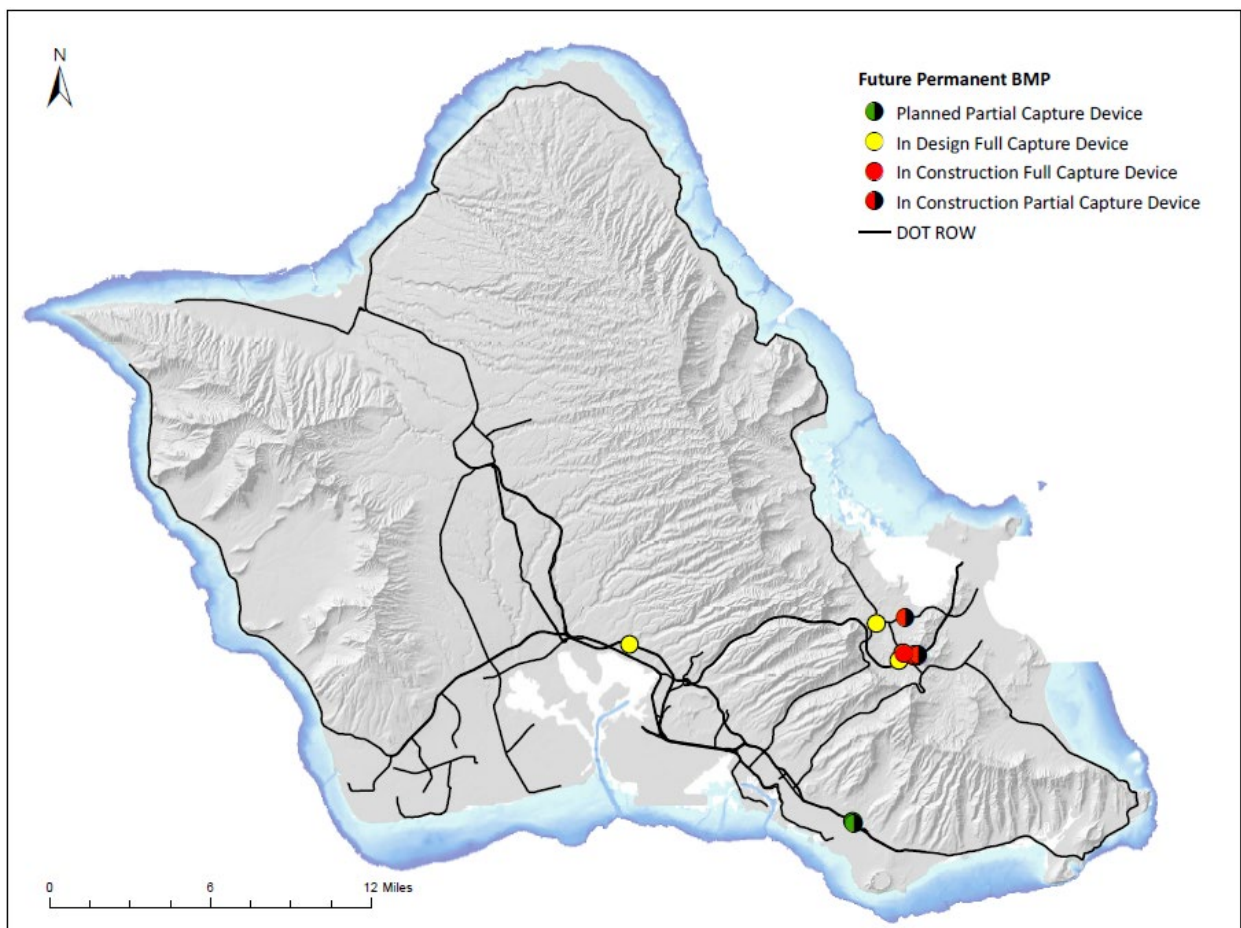 N
Future Permanent BMP
Planned Partial Capture Device
In Design Full Capture Device
In Construction Full Capture Device
In Construction Partial Capture Device
DOT ROW
0 6 12 Miles